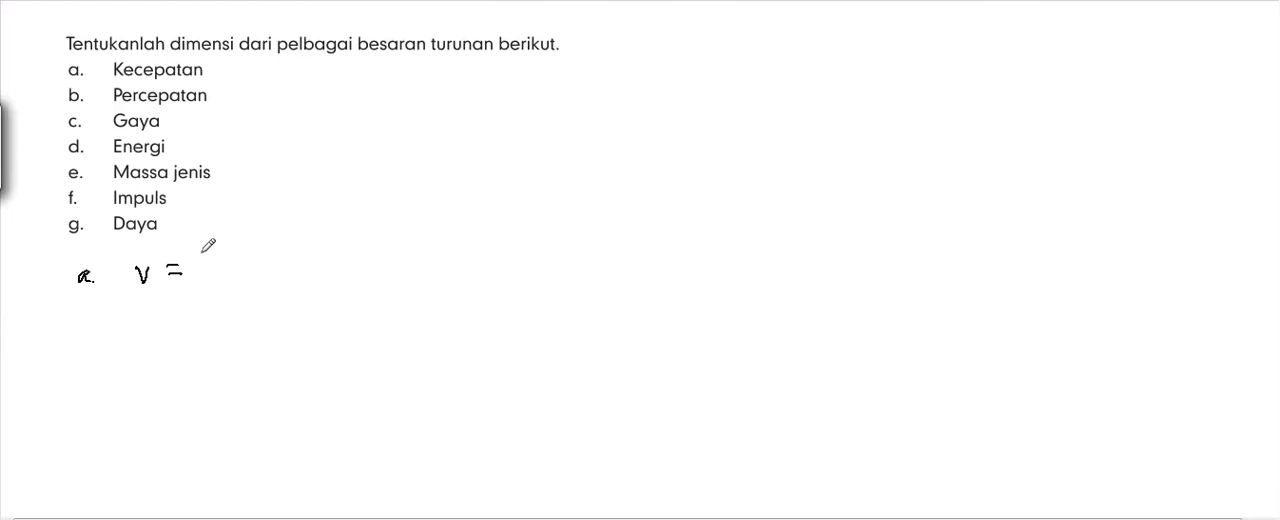 Tentukanlah dimensi dari pelbagai besaran turunan berikut.
a. Kecepatan
b. Percepatan
c. Gaya
d. Energi
e. Massa jenis
f. Impuls
g. Daya
a. v =